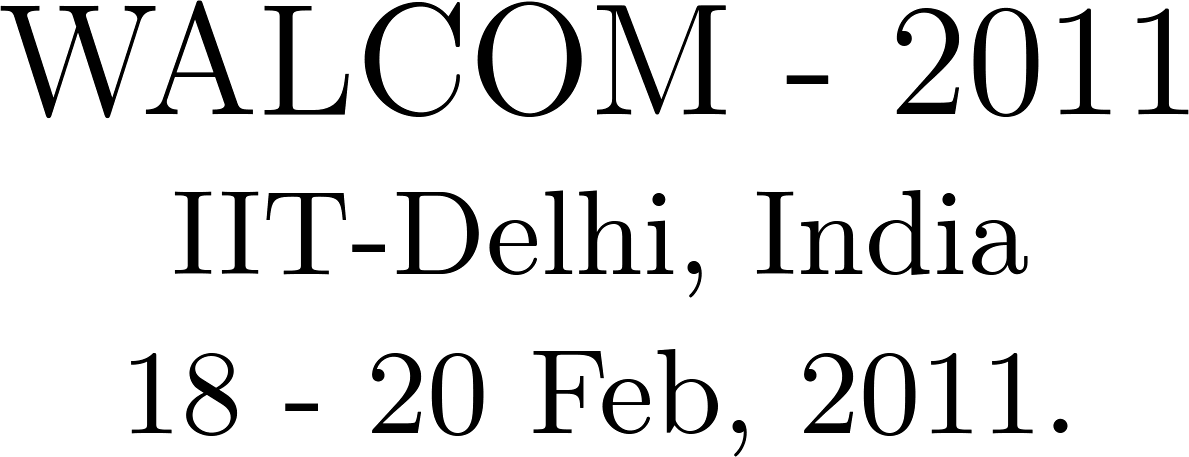 WALCOM - 2011
IIT-Delhi, India
18 - 20 Feb, 2011.